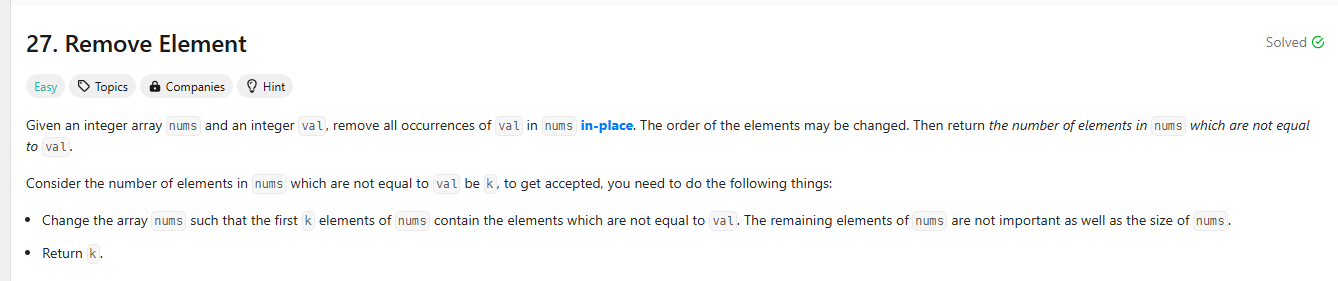 27. Remove Element
Solved
Easy Topics Companies Hint
Given an integer array nums and an integer val, remove all occurrences of val in nums in-place. The order of the elements may be changed. Then return the number of elements in nums which are not equal
to val.
Consider the number of elements in nums which are not equal to val be k, to get accepted, you need to do the following things:
• Change the array nums such that the first k elements of nums contain the elements which are not equal to val. The remaining elements of nums are not important as well as the size of nums.
• Return k.